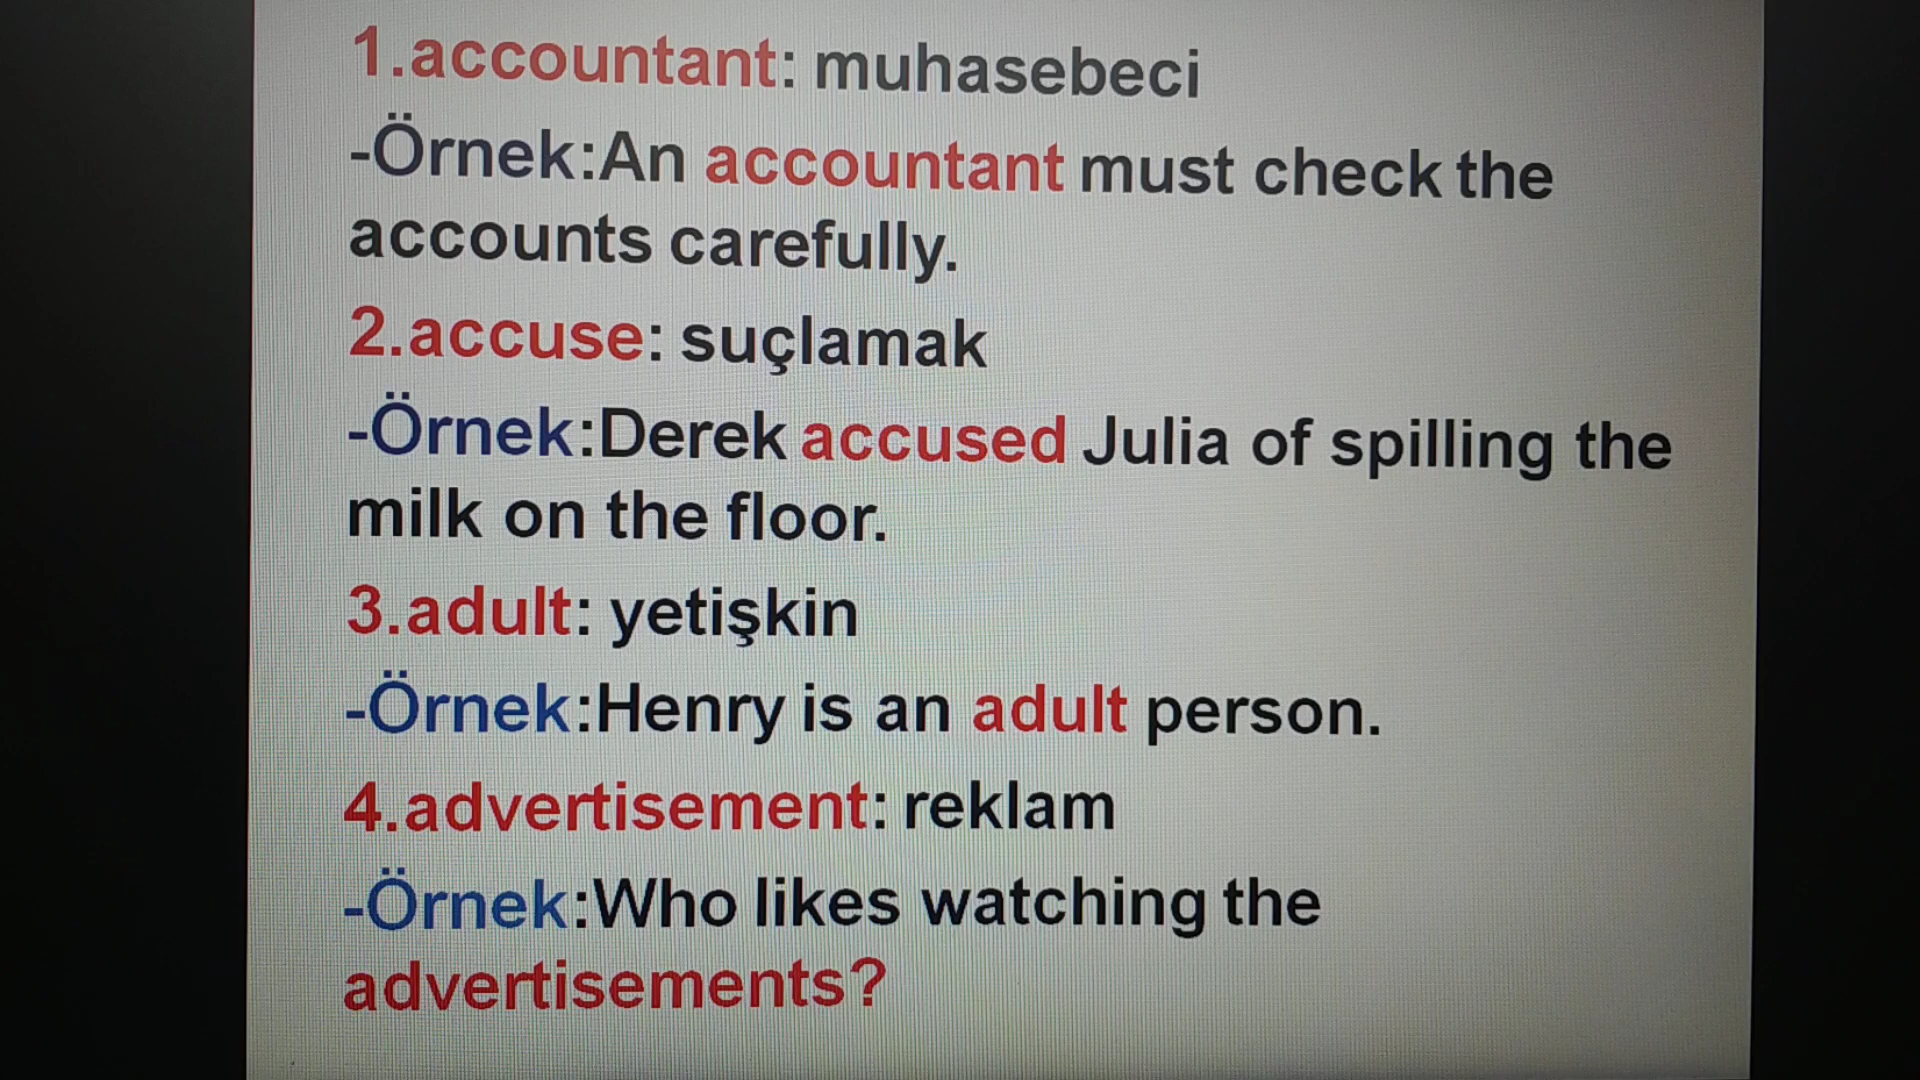 1.accountant: muhasebeci
-Örnek:An accountant must check the
accounts carefully.
2.accuse: suçlamak
-Örnek:Derek accused Julia of spilling the
milk on the floor.
3.adult: yetişkin
-Örnek:Henry is an adult person.
4.advertisement: reklam
-Örnek:Who likes watching the
advertisements?